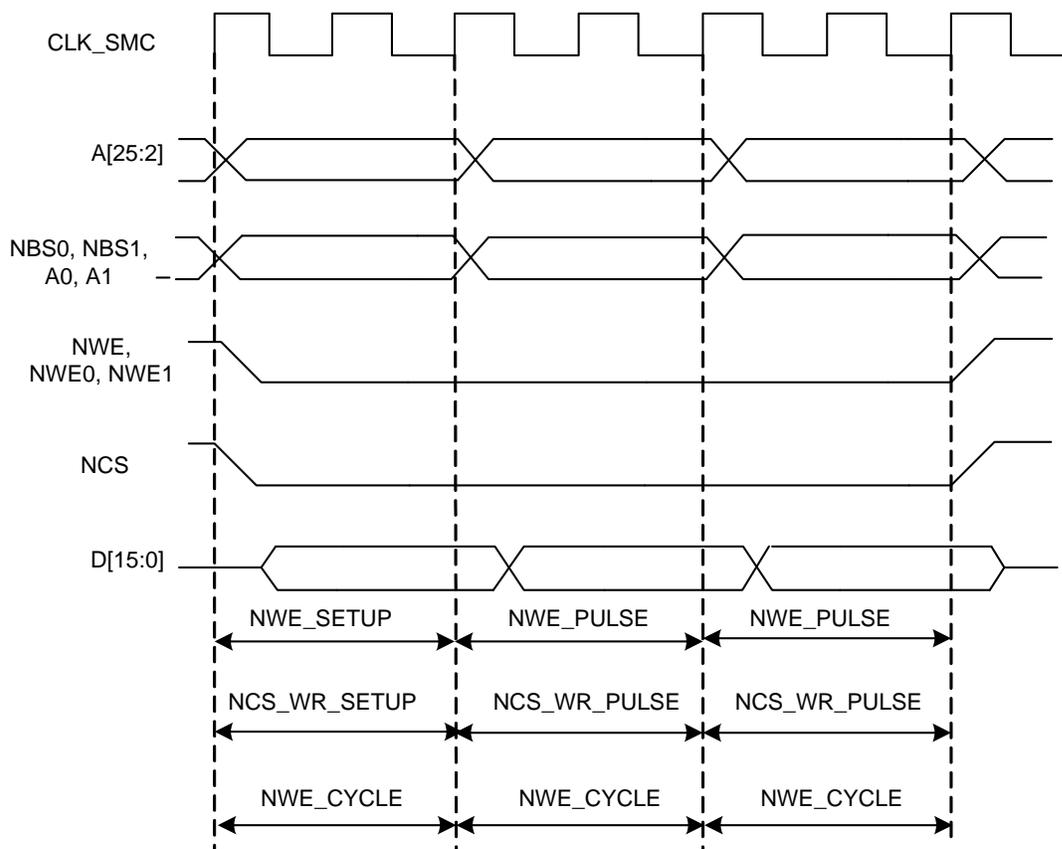 CLK_SMC
A[25:2]
NBS0, NBS1,
A0, A1
NWE,
NWE0, NWE1
NCS
D[15:0]
NWE_SETUP NWE_PULSE NWE_PULSE
NCS_WR_SETUP NCS_WR_PULSE NCS_WR_PULSE
NWE_CYCLE NWE_CYCLE NWE_CYCLE